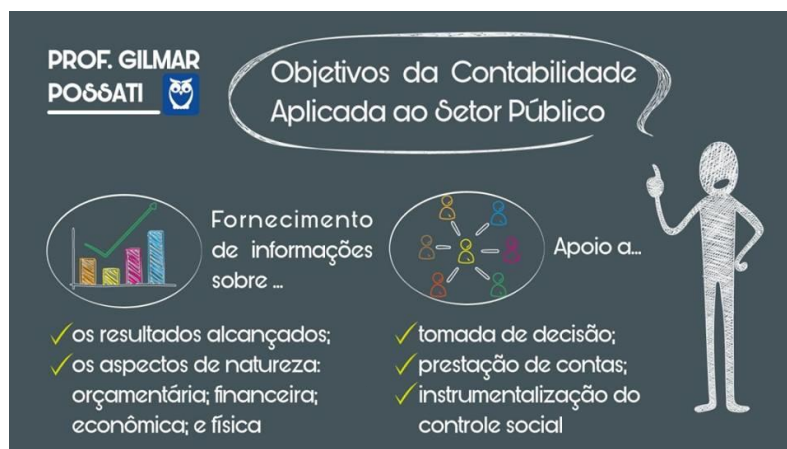 PROF. GILMAR
POSSATI
Objetivos da Contabilidade
Aplicada ao Setor Público
Fornecimento
de informações
sobre ...
Apoio a...
os resultados alcançados;
os aspectos de natureza:
orçamentária; financeira;
econômica; e física
tomada de decisão;
prestação de contas;
instrumentalização do
controle social